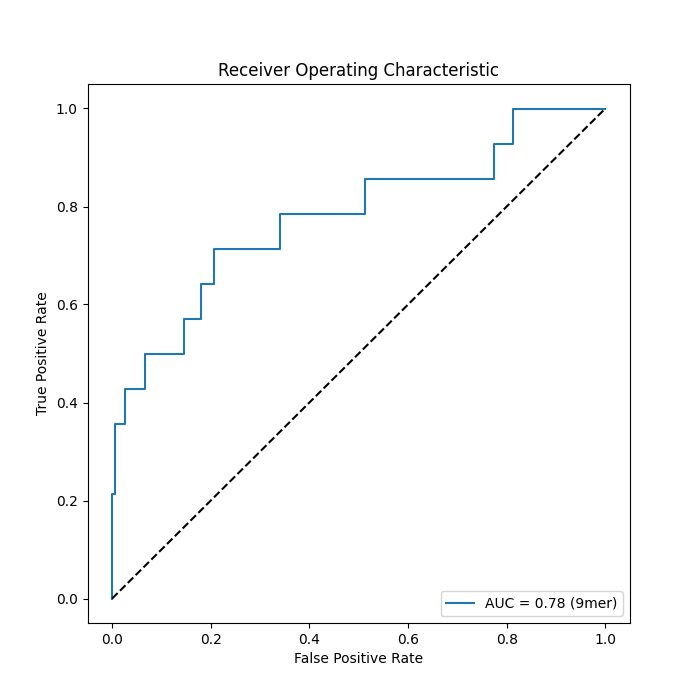 Receiver Operating Characteristic
1.0
0.8
0.6
0.4
0.2
0.0
True Positive Rate
AUC = 0.78 (9mer)
0.0 0.2 0.4 0.6 0.8 1.0
False Positive Rate